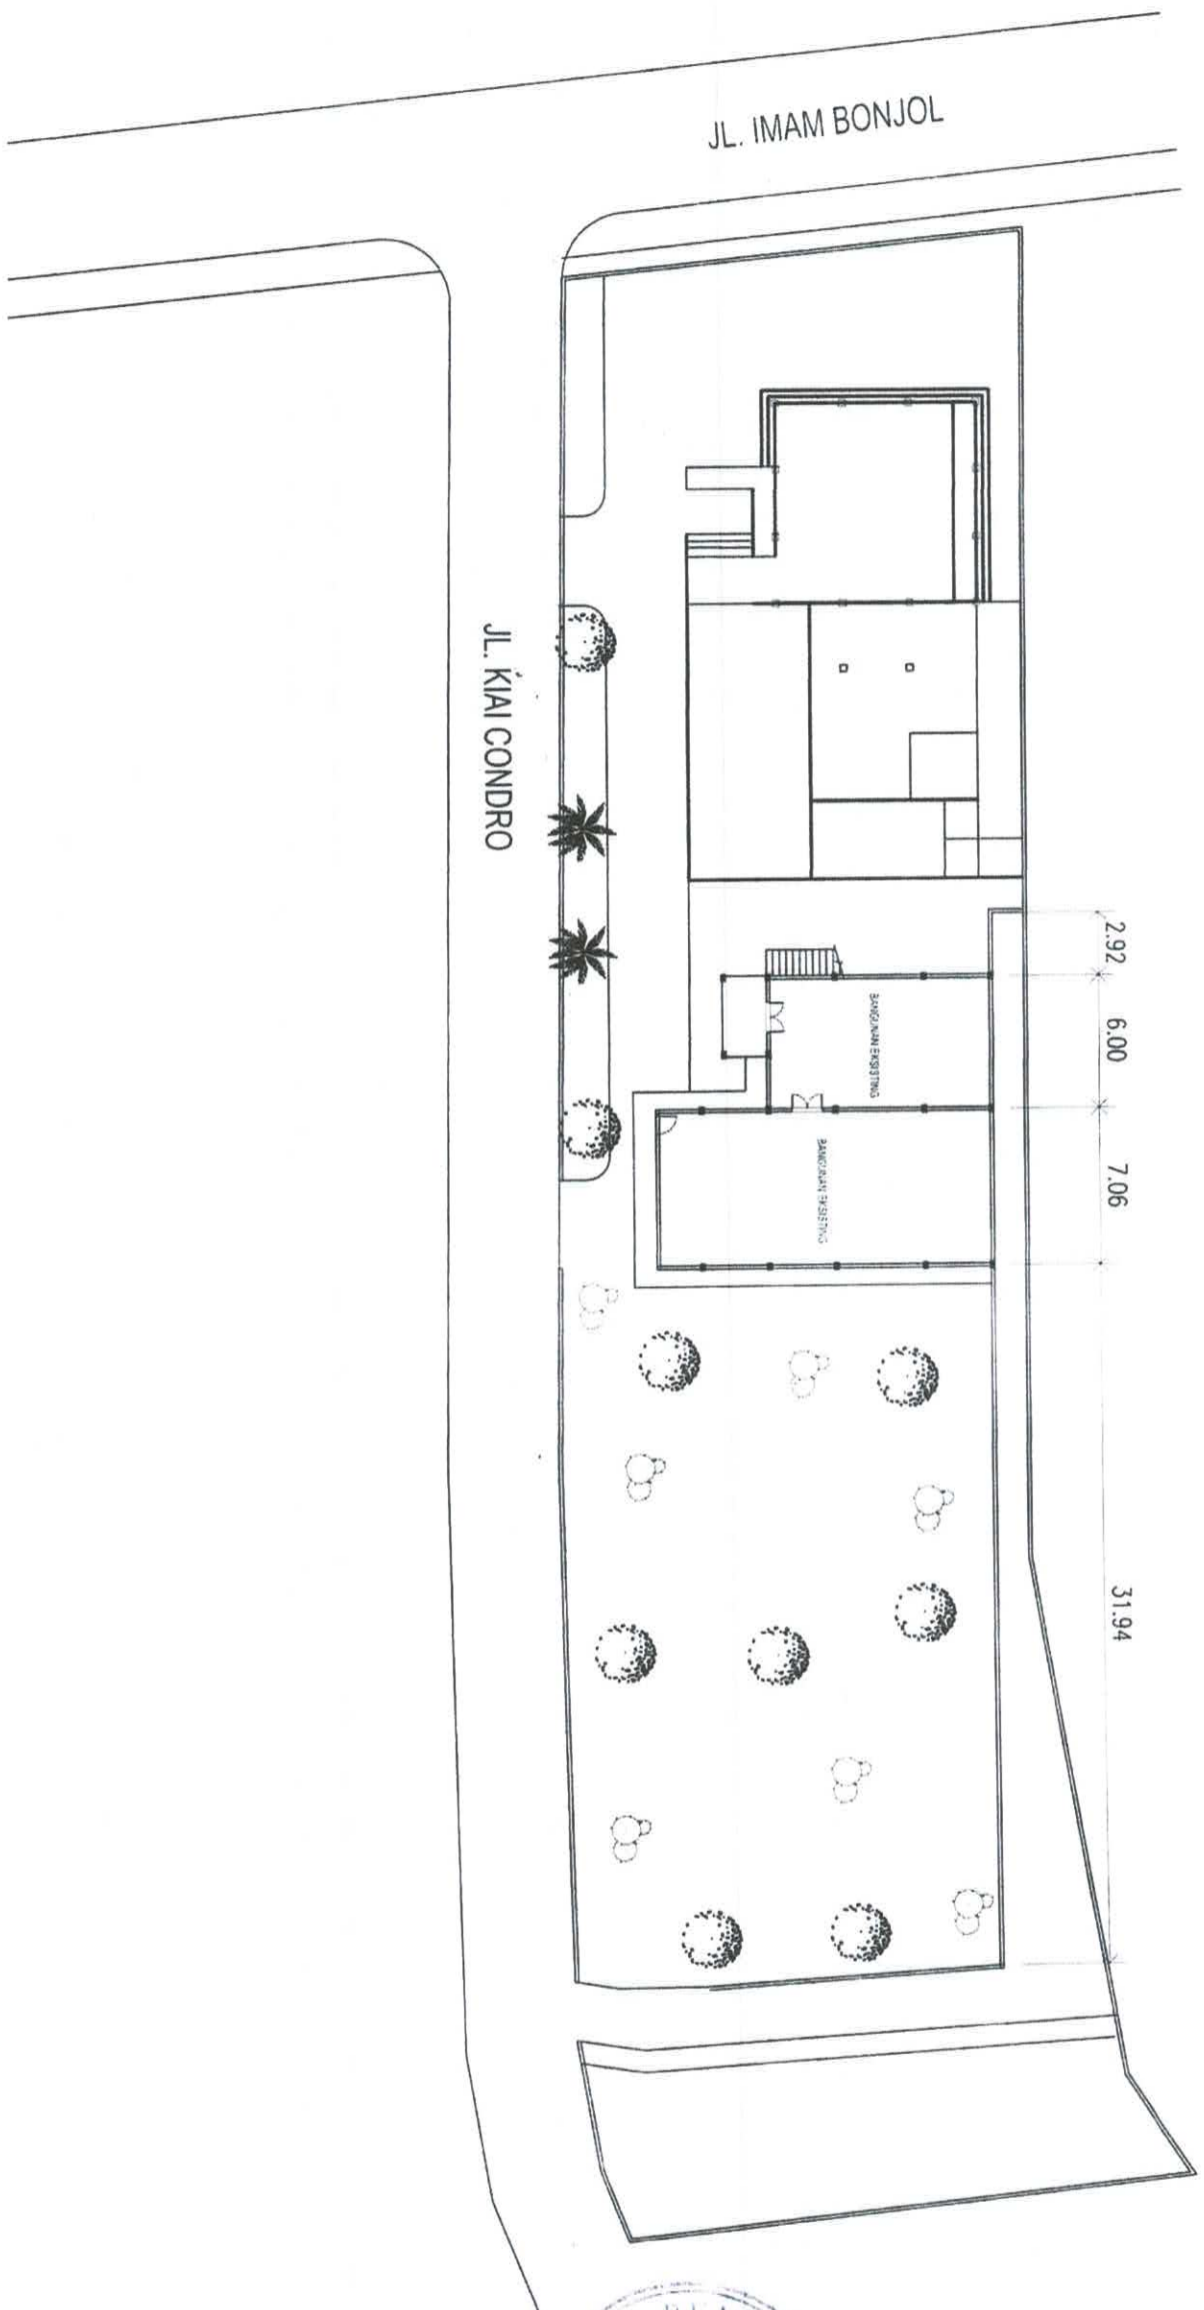 JL. IMAM BONJOL
JL. KIAI CONDRO
2.92
6.00
7.06
31.94
BANGUNAN EKSISTING
BANGUNAN EKSISTING